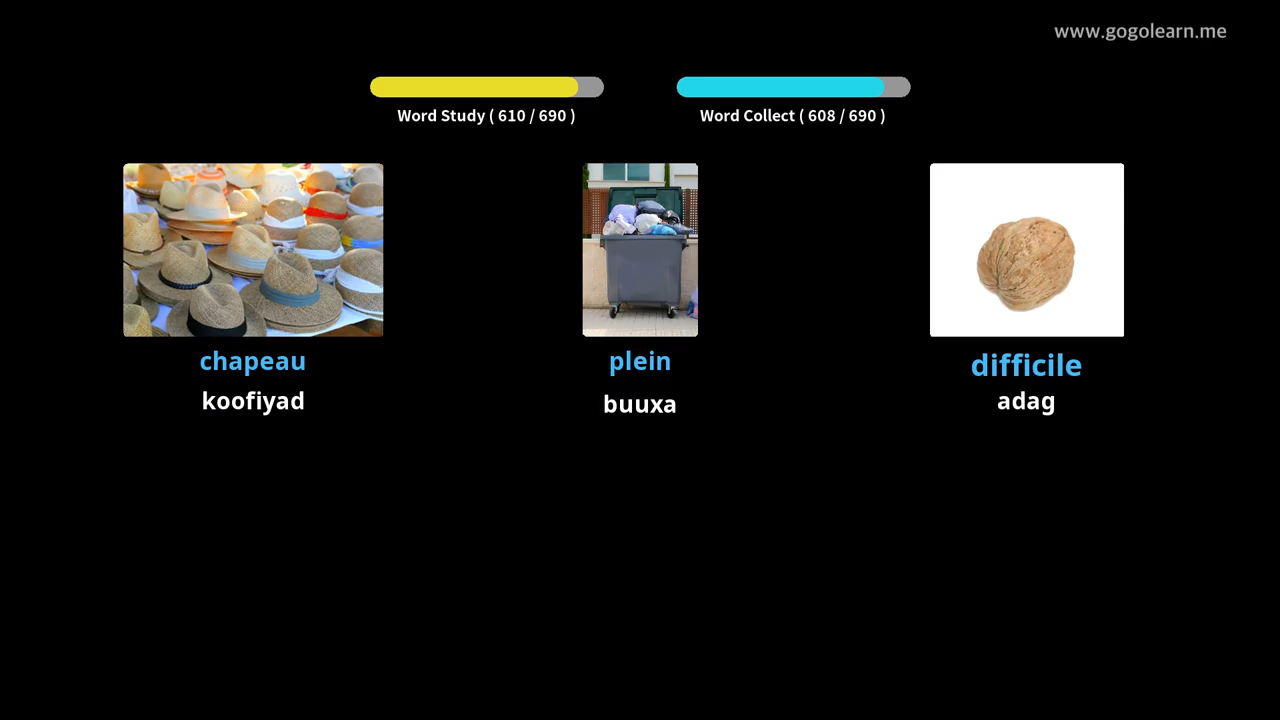 www.gogolearn.me
Word Study ( 610 / 690 )
Word Collect ( 608 / 690 )
chapeau
koofiyad
plein
buuxa
difficile
adag